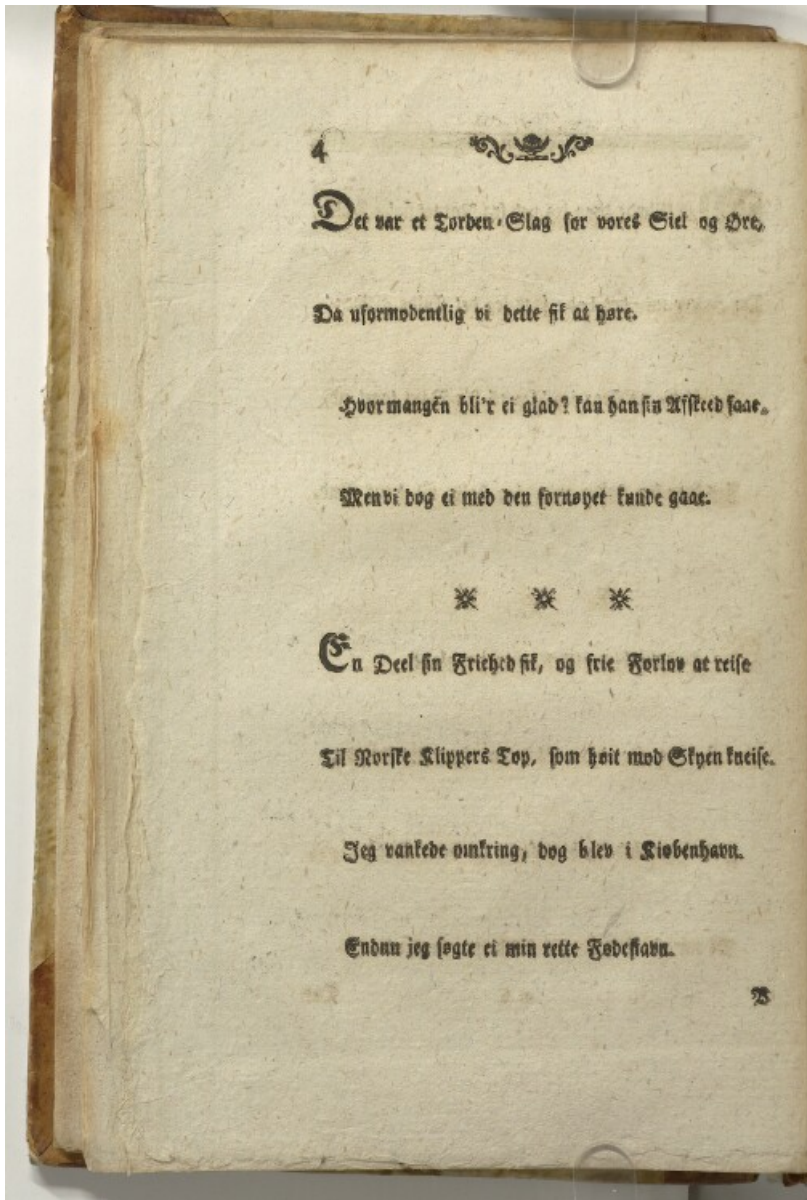 4
Det var et Torden-Slag for vores Siel og Øre,
Da uformodentlig vi dette fik at høre.
Hvor mangen bli'r ei glad? kan han sin Afskeed faae.
Men vi dog ei med den fornøyet kunde gaae.
En Deel sin Friehed fik, og frie Forlov at reise
Til Norske Klippers Top, som høit mod Skyen kneise.
Jeg vankede omkring, dog blev i Kiøbenhavn.
Endnu jeg søgte ei min rette Fødestavn.